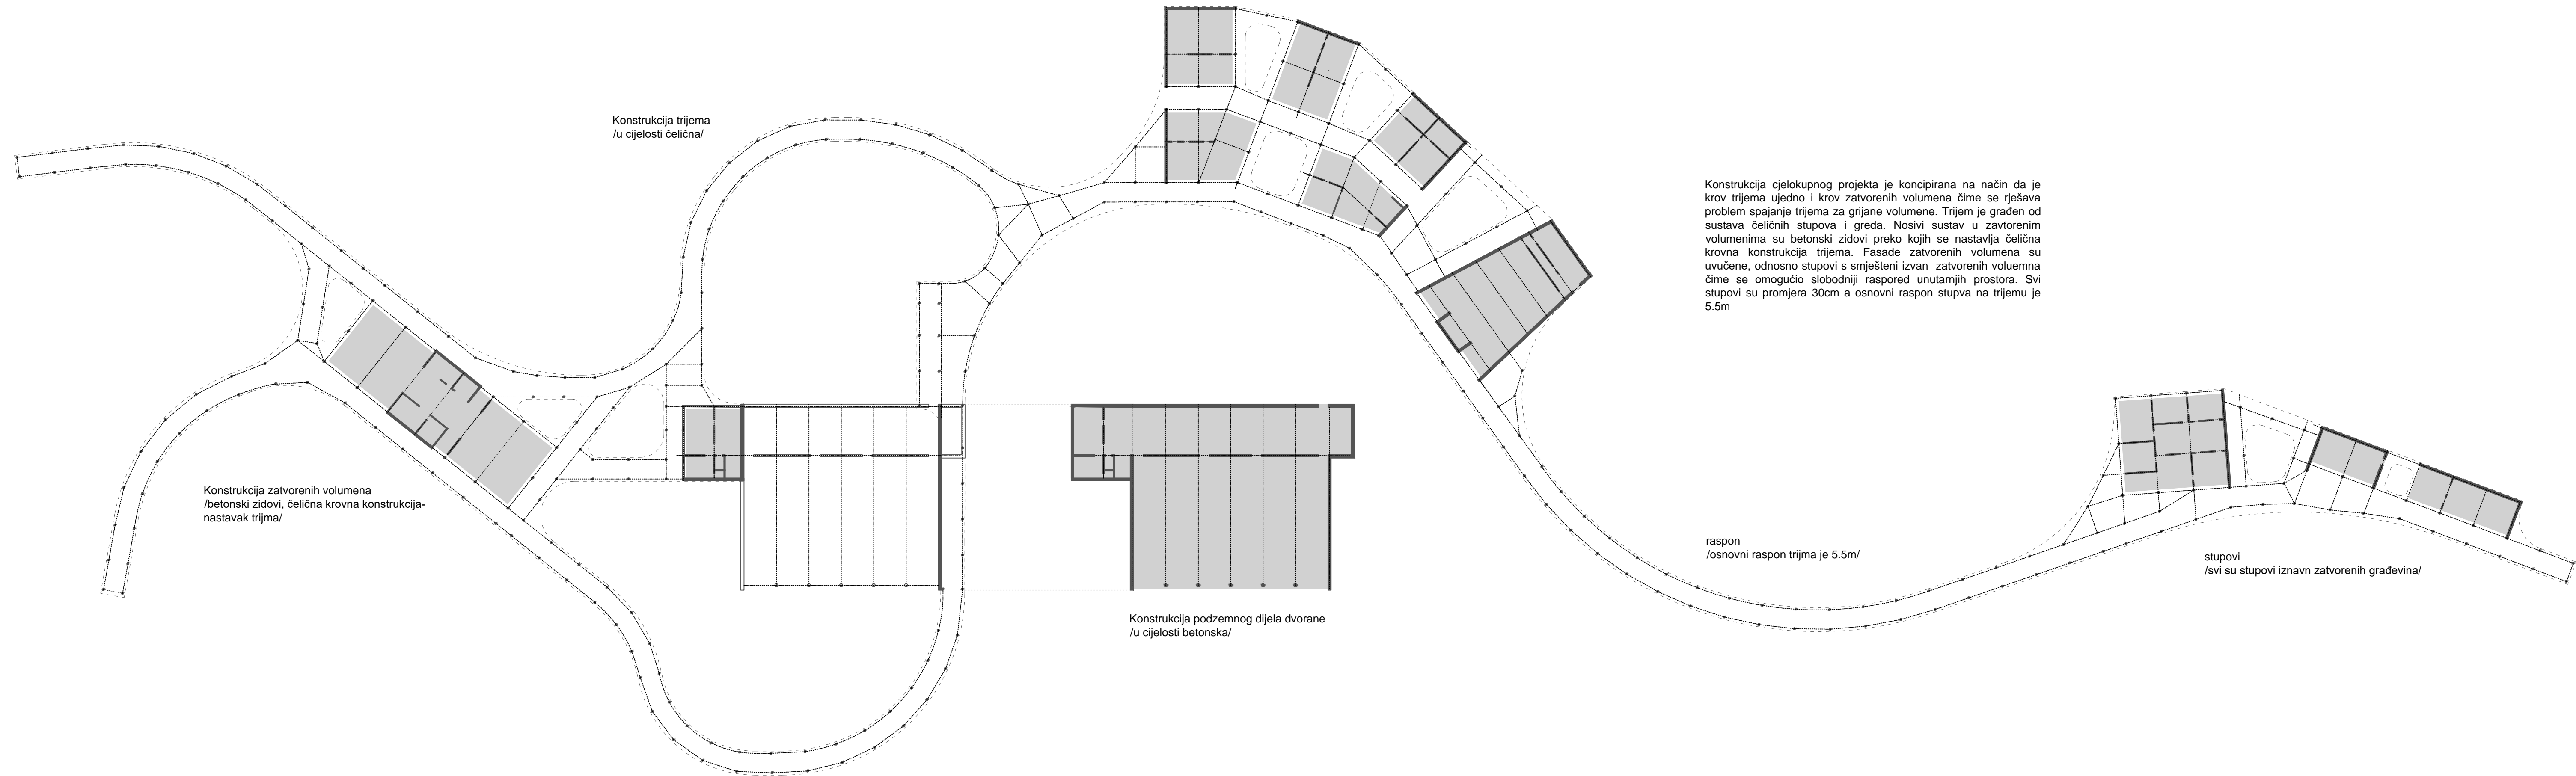 Konstrukcija trijema
/u cijelosti čelična/
Konstrukcija cjelokupnog projekta je koncipirana na način da je
krov trijema ujedno i krov zatvorenih volumena čime se rješava
problem spajanje trijema za grijane volumene. Trijem je građen od
sustava čeličnih stupova i greda. Nosivi sustav u zavtorenim
volumenima su betonski zidovi preko kojih se nastavlja čelična
krovna konstrukcija trijema. Fasade zatvorenih volumena su
uvučene, odnosno stupovi s smješteni izvan zatvorenih voluemna
čime se omogućio slobodniji raspored unutarnjih prostora. Svi
stupovi su promjera 30cm a osnovni raspon stupva na trijemu je
5.5m
Konstrukcija zatvorenih volumena
/betonski zidovi, čelična krovna konstrukcija-
nastavak trijma/
raspon
/osnovni raspon trijma je 5.5m/
stupovi
/svi su stupovi iznavn zatvorenih građevina/
Konstrukcija podzemnog dijela dvorane
/u cijelosti betonska/